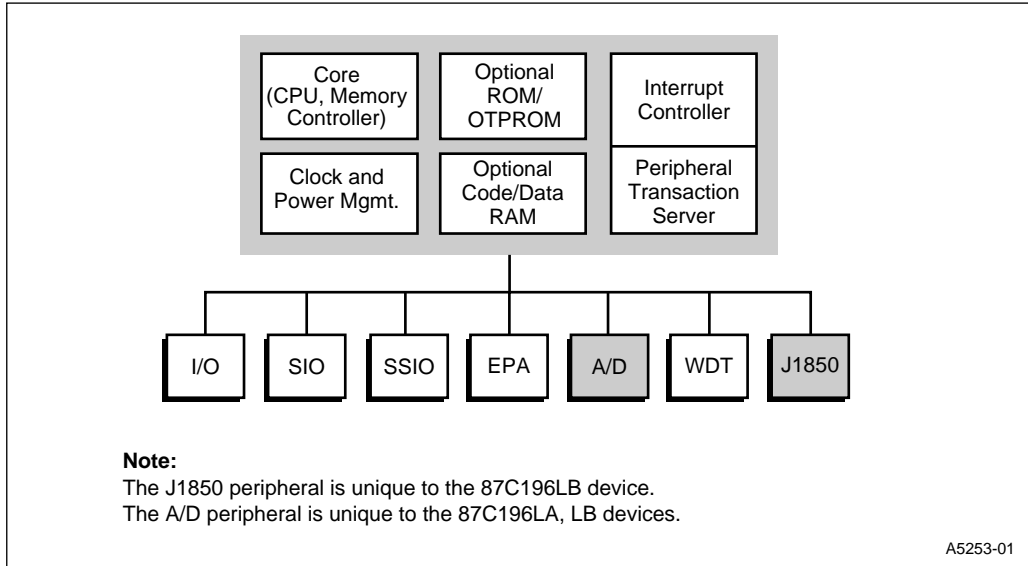 Core
(CPU, Memory
Controller)
Optional
ROM/
OTPROM
Interrupt
Controller
Clock and
Power Mgmt.
Optional
Code/Data
RAM
Peripheral
Transaction
Server
I/O
SIO
SSIO
EPA
A/D
WDT
J1850
Note:
The J1850 peripheral is unique to the 87C196LB device.
The A/D peripheral is unique to the 87C196LA, LB devices.
A5253-01